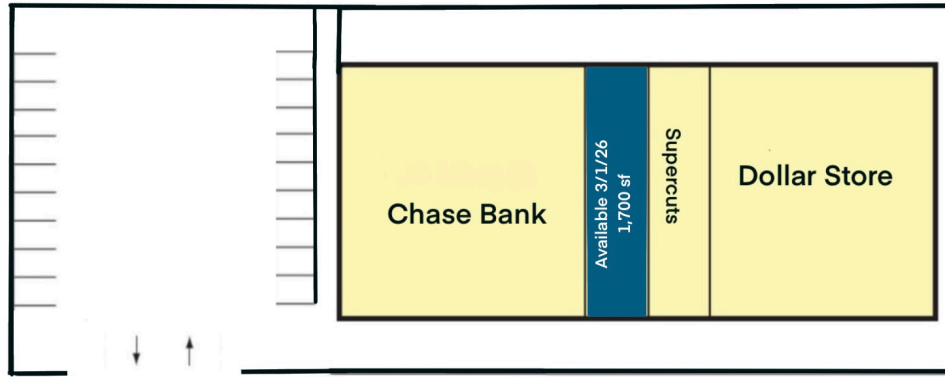 Chase Bank
Available 3/1/26
1,700 sf
Supercuts
Dollar Store